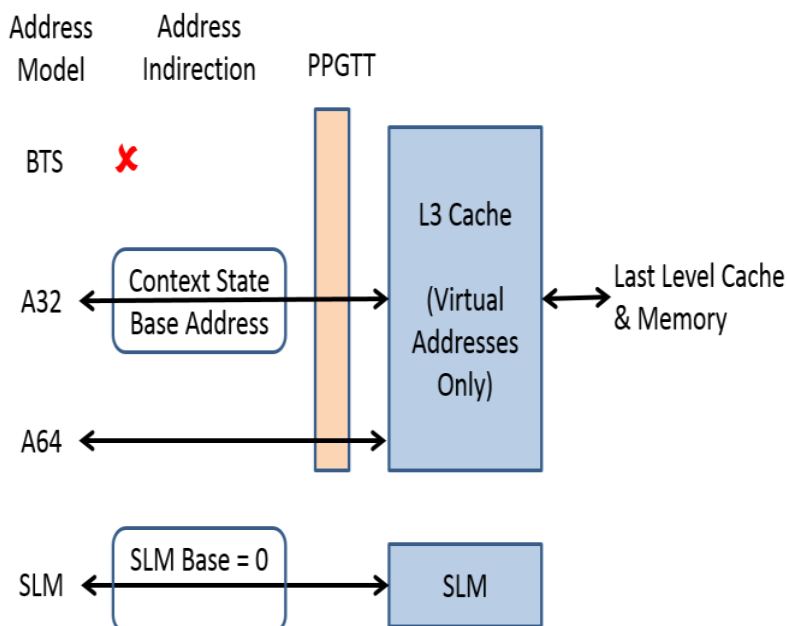 Address
Model
Address
Indirection
PPGTT
BTS
✘
L3 Cache
(Virtual
Addresses
Only)
A32
Context State
Base Address
Last Level Cache
& Memory
A64
SLM
SLM Base = 0
SLM